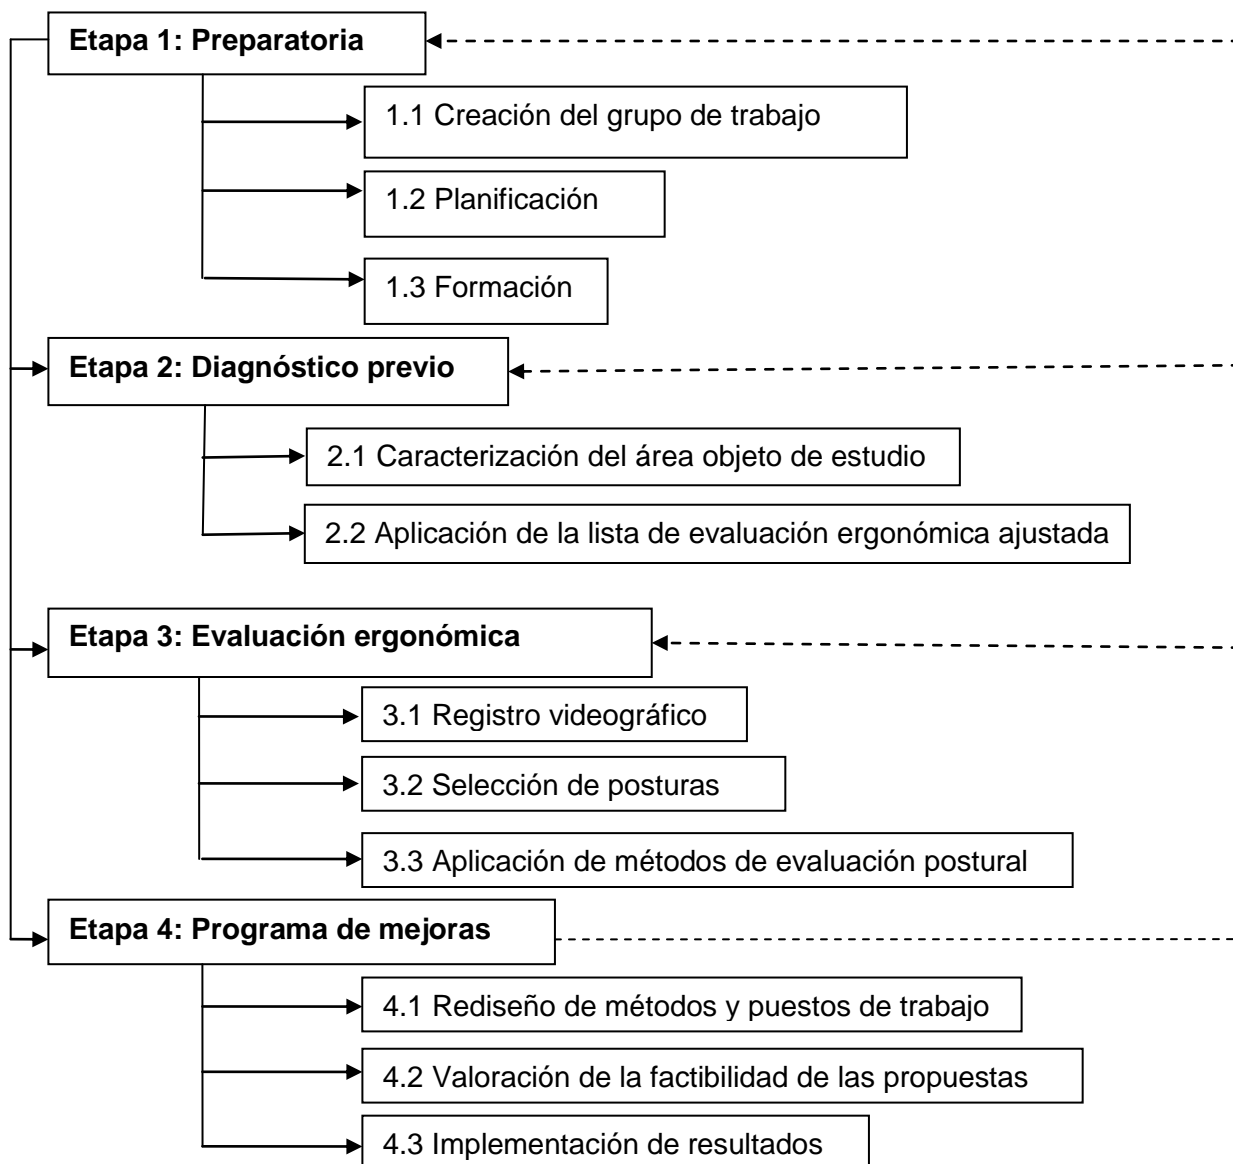 Etapa 1: Preparatoria
1.1 Creación del grupo de trabajo
1.2 Planificación
1.3 Formación
Etapa 2: Diagnóstico previo
2.1 Caracterización del área objeto de estudio
2.2 Aplicación de la lista de evaluación ergonómica ajustada
Etapa 3: Evaluación ergonómica
3.1 Registro videográfico
3.2 Selección de posturas
3.3 Aplicación de métodos de evaluación postural
Etapa 4: Programa de mejoras
4.1 Rediseño de métodos y puestos de trabajo
4.2 Valoración de la factibilidad de las propuestas
4.3 Implementación de resultados